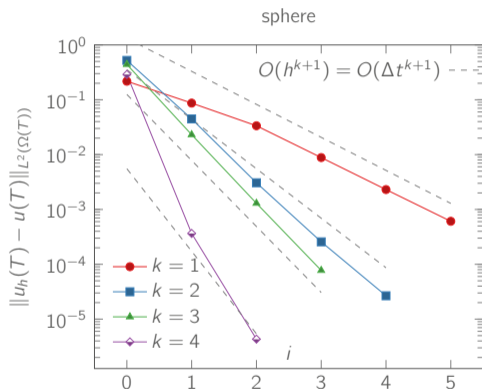 sphere
10^0
10^{-1}
10^{-2}
10^{-3}
10^{-4}
10^{-5}
‖u_h(T) − u(T)‖_{L^2(Ω(T))}
O(h^{k+1}) = O(Δt^{k+1})
k = 1
k = 2
k = 3
k = 4
i
0 1 2 3 4 5